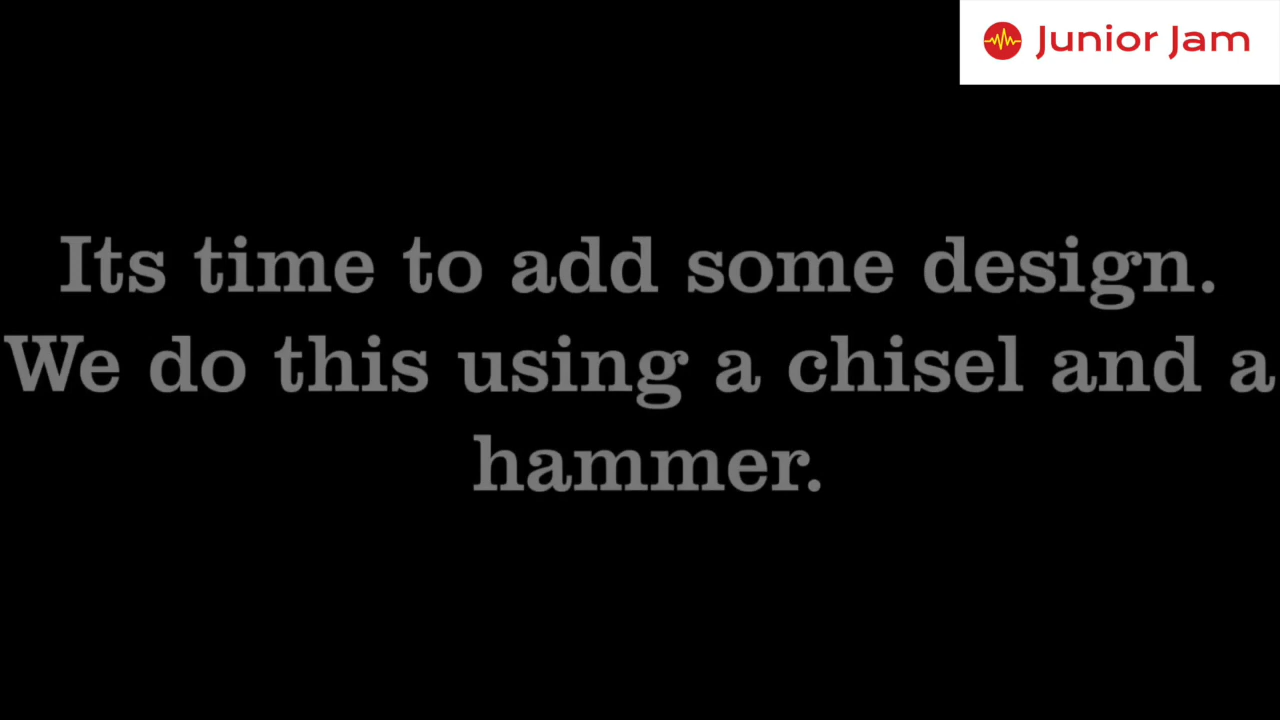 Junior Jam
Its time to add some design.
We do this using a chisel and a
hammer.